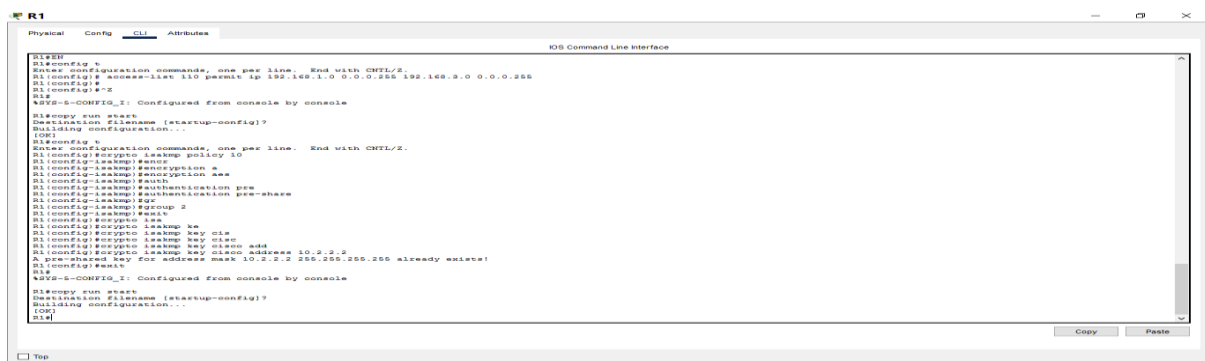 R1
Physical Config CLI Attributes
IOS Command Line Interface
R1#EN
R1#config t
Enter configuration commands, one per line. End with CNTL/Z.
R1(config)# access-list 110 permit ip 192.168.1.0 0.0.0.255 192.168.3.0 0.0.0.255
R1(config)#
R1(config)#^Z
R1#
%SYS-5-CONFIG_I: Configured from console by console
R1#copy run start
Destination filename [startup-config]?
Building configuration...
[OK]
R1#config t
Enter configuration commands, one per line. End with CNTL/Z.
R1(config)#crypto isakmp policy 10
R1(config-isakmp)#encr
R1(config-isakmp)#encryption a
R1(config-isakmp)#encryption aes
R1(config-isakmp)#auth
R1(config-isakmp)#authentication pre
R1(config-isakmp)#authentication pre-share
R1(config-isakmp)#gr
R1(config-isakmp)#group 2
R1(config-isakmp)#exit
R1(config)#crypto isa
R1(config)#crypto isakmp ke
R1(config)#crypto isakmp key cis
R1(config)#crypto isakmp key cisc
R1(config)#crypto isakmp key cisco add
R1(config)#crypto isakmp key cisco address 10.2.2.2
A pre-shared key for address mask 10.2.2.2 255.255.255.255 already exists!
R1(config)#exit
R1#
%SYS-5-CONFIG_I: Configured from console by console
R1#copy run start
Destination filename [startup-config]?
Building configuration...
[OK]
R1#
Copy Paste
Top